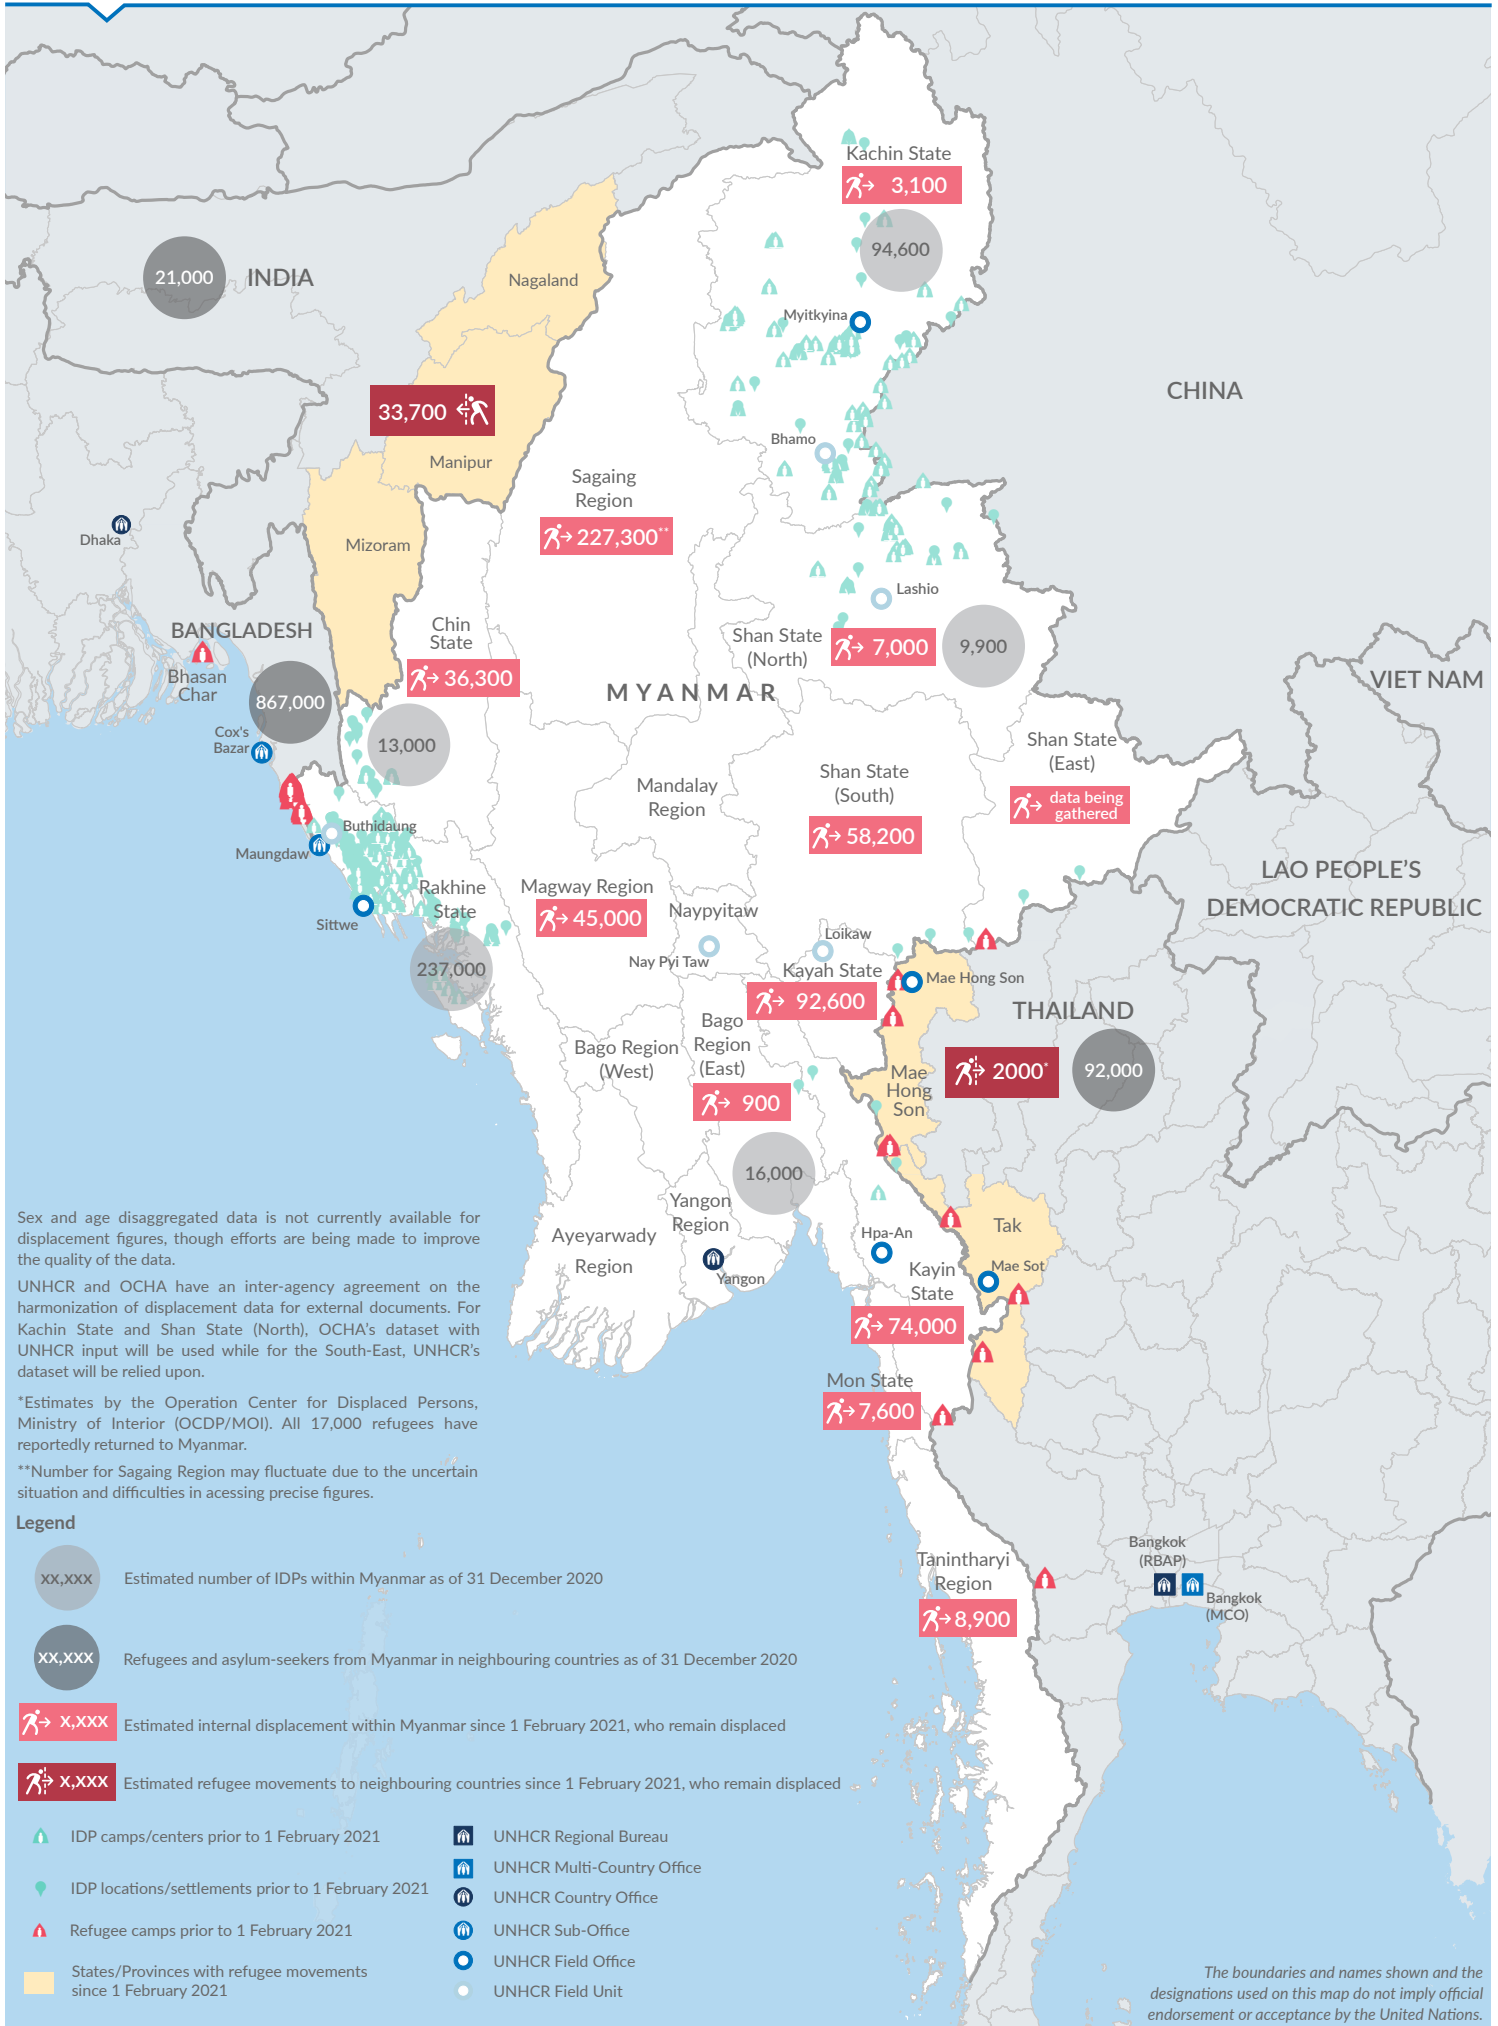 Kachin State
3,100
94,600
21,000
INDIA
Nagaland
Myitkyina
CHINA
33,700
Manipur
Bhamo
Sagaing
Region
227,300**
Dhaka
Mizoram
Lashio
BANGLADESH
Chin
State
36,300
Shan State
(North)
7,000
9,900
Bhasan
Char
VIET NAM
MYANMAR
867,000
Cox's
Bazar
13,000
Shan State
(East)
data being
gathered
Mandalay
Region
Shan State
(South)
58,200
Buthidaung
Maungdaw
LAO PEOPLE'S
DEMOCRATIC REPUBLIC
Rakhine
State
Sittwe
Magway Region
45,000
Naypyitaw
Nay Pyi Taw
Loikaw
237,000
Kayah State
92,600
Mae Hong Son
THAILAND
2000*
92,000
Bago Region
(West)
Bago
Region
(East)
900
Mae
Hong
Son
16,000
Yangon
Region
Ayeyarwady
Region
Yangon
Hpa-An
Tak
Mae Sot
Kayin
State
74,000
Mon State
7,600
Tanintharyi
Region
8,900
Bangkok
(RBAP)
Bangkok
(MCO)
Sex and age disaggregated data is not currently available for
displacement figures, though efforts are being made to improve
the quality of the data.
UNHCR and OCHA have an inter-agency agreement on the
harmonization of displacement data for external documents. For
Kachin State and Shan State (North), OCHA's dataset with
UNHCR input will be used while for the South-East, UNHCR's
dataset will be relied upon.
*Estimates by the Operation Center for Displaced Persons,
Ministry of Interior (OCDP/MOI). All 17,000 refugees have
reportedly returned to Myanmar.
**Number for Sagaing Region may fluctuate due to the uncertain
situation and difficulties in acessing precise figures.
Legend
XX,XXX
Estimated number of IDPs within Myanmar as of 31 December 2020
XX,XXX
Refugees and asylum-seekers from Myanmar in neighbouring countries as of 31 December 2020
X,XXX
Estimated internal displacement within Myanmar since 1 February 2021, who remain displaced
X,XXX
Estimated refugee movements to neighbouring countries since 1 February 2021, who remain displaced
IDP camps/centers prior to 1 February 2021
IDP locations/settlements prior to 1 February 2021
Refugee camps prior to 1 February 2021
States/Provinces with refugee movements
since 1 February 2021
UNHCR Regional Bureau
UNHCR Multi-Country Office
UNHCR Country Office
UNHCR Sub-Office
UNHCR Field Office
UNHCR Field Unit
The boundaries and names shown and the
designations used on this map do not imply official
endorsement or acceptance by the United Nations.